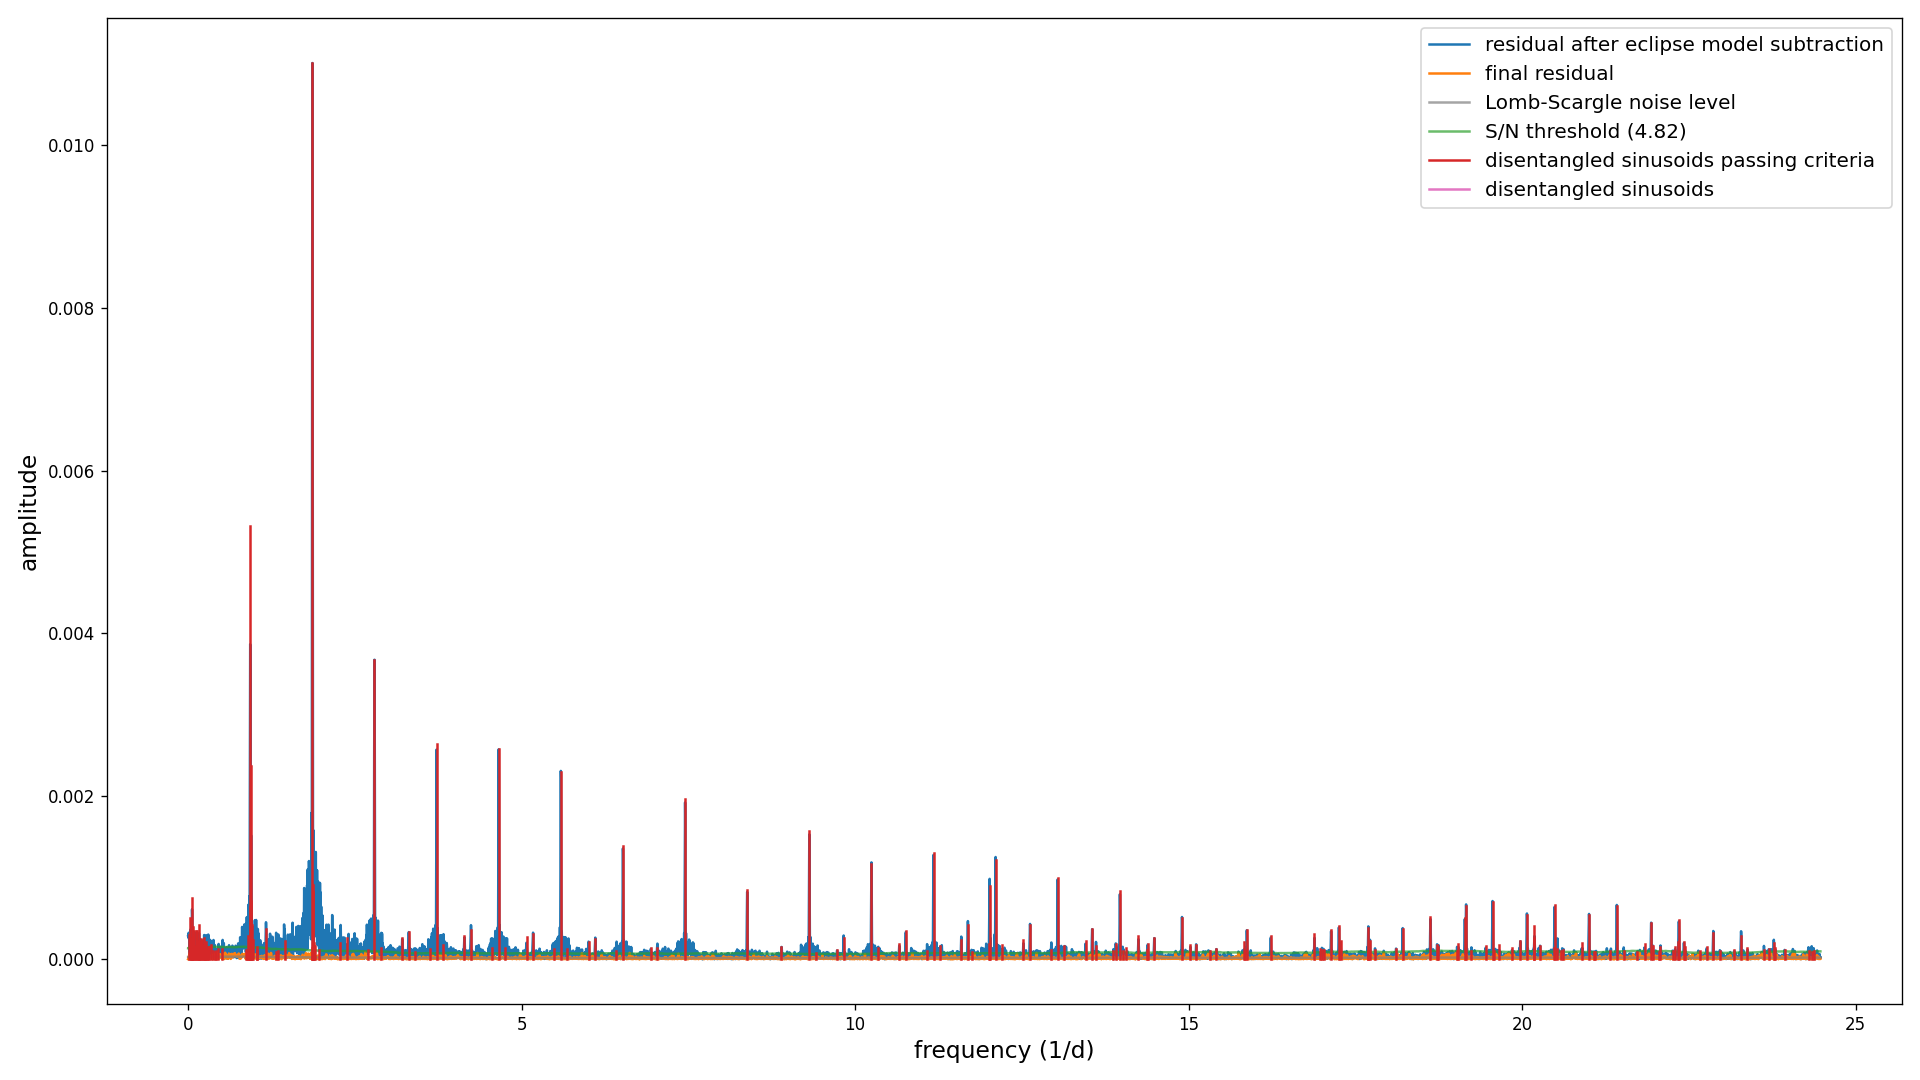 residual after eclipse model subtraction
final residual
Lomb-Scargle noise level
S/N threshold (4.82)
disentangled sinusoids passing criteria
disentangled sinusoids
amplitude
0.010
0.008
0.006
0.004
0.002
0.000
0 5 10 15 20 25
frequency (1/d)